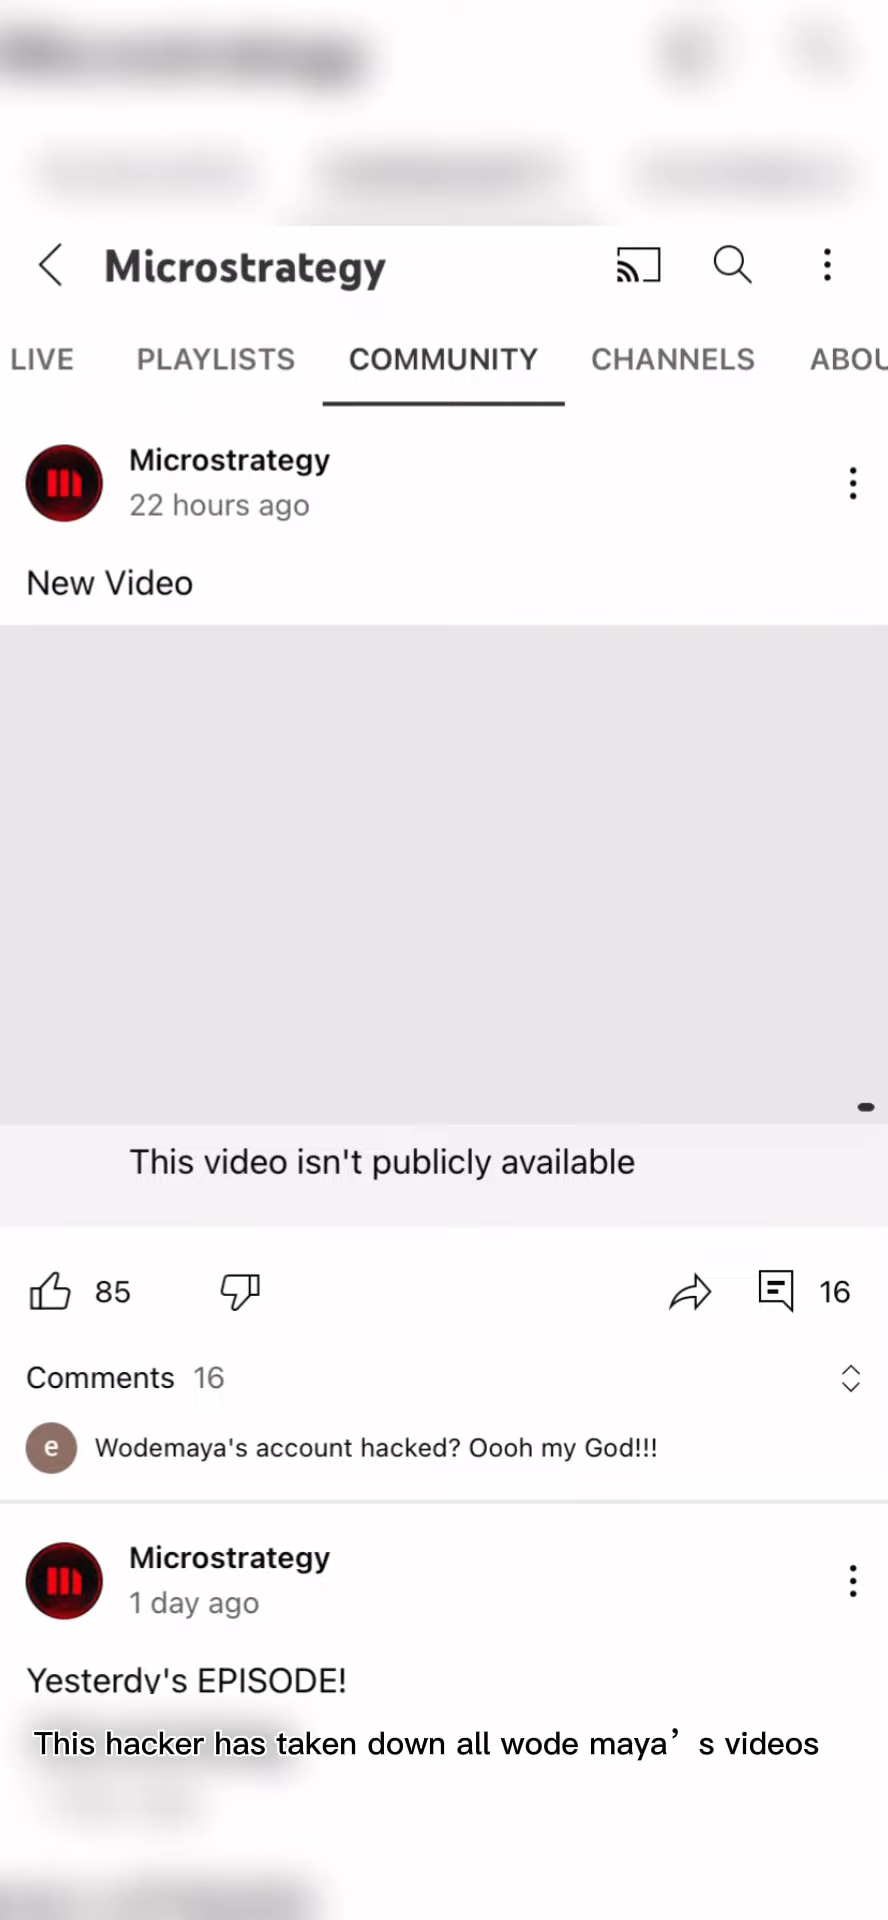 Microstrategy
LIVE PLAYLISTS COMMUNITY CHANNELS ABOU
Microstrategy
22 hours ago
New Video
This video isn't publicly available
85 16
Comments 16
e Wodemaya's account hacked? Oooh my God!!!
Microstrategy
1 day ago
Yesterdy's EPISODE!
This hacker has taken down all wode maya’s videos